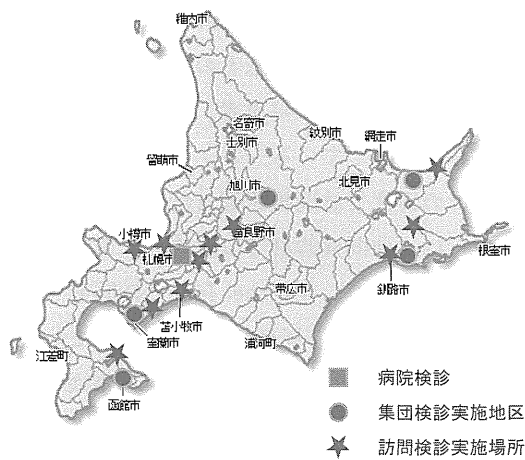 稚内市
名寄市
士別市
紋別市
網走市
留萌市
旭川市
北見市
富良野市
小樽市
札幌市
根室市
釧路市
帯広市
苫小牧市
室蘭市
浦河町
江差町
函館市
病院検診
集団検診実施地区
訪問検診実施場所